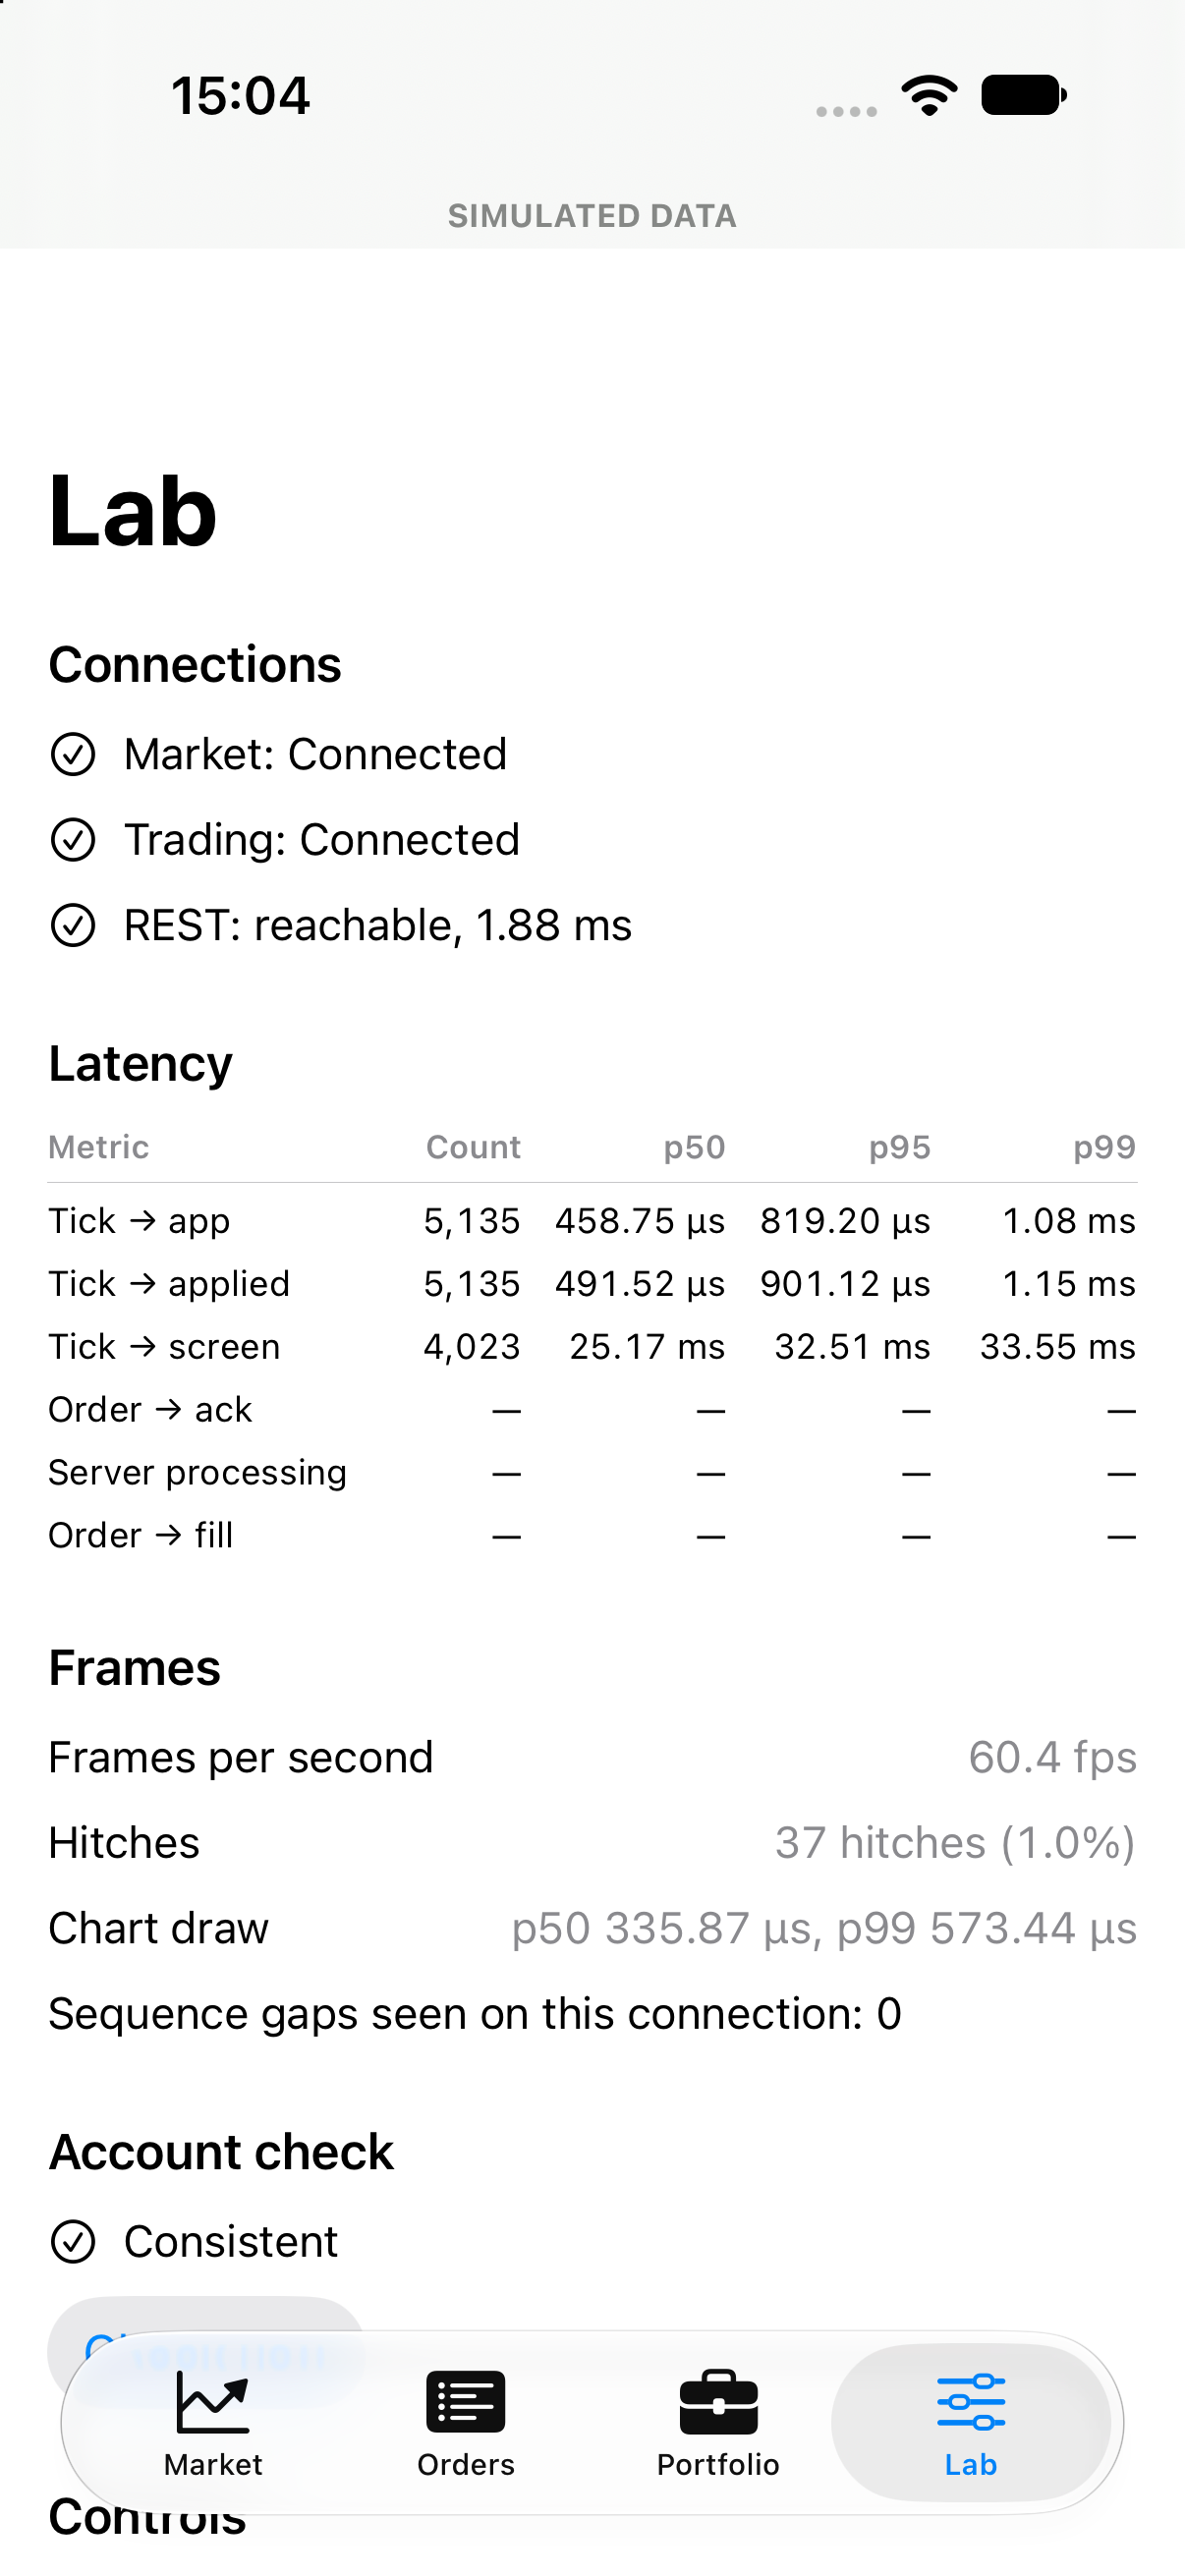 15:04
SIMULATED DATA
Lab
Connections
Market: Connected
Trading: Connected
REST: reachable, 1.88 ms
Latency
Metric Count p50 p95 p99
Tick → app 5,135 458.75 µs 819.20 µs 1.08 ms
Tick → applied 5,135 491.52 µs 901.12 µs 1.15 ms
Tick → screen 4,023 25.17 ms 32.51 ms 33.55 ms
Order → ack — — — —
Server processing — — — —
Order → fill — — — —
Frames
Frames per second 60.4 fps
Hitches 37 hitches (1.0%)
Chart draw p50 335.87 µs, p99 573.44 µs
Sequence gaps seen on this connection: 0
Account check
Consistent
Market Orders Portfolio Lab
Controls